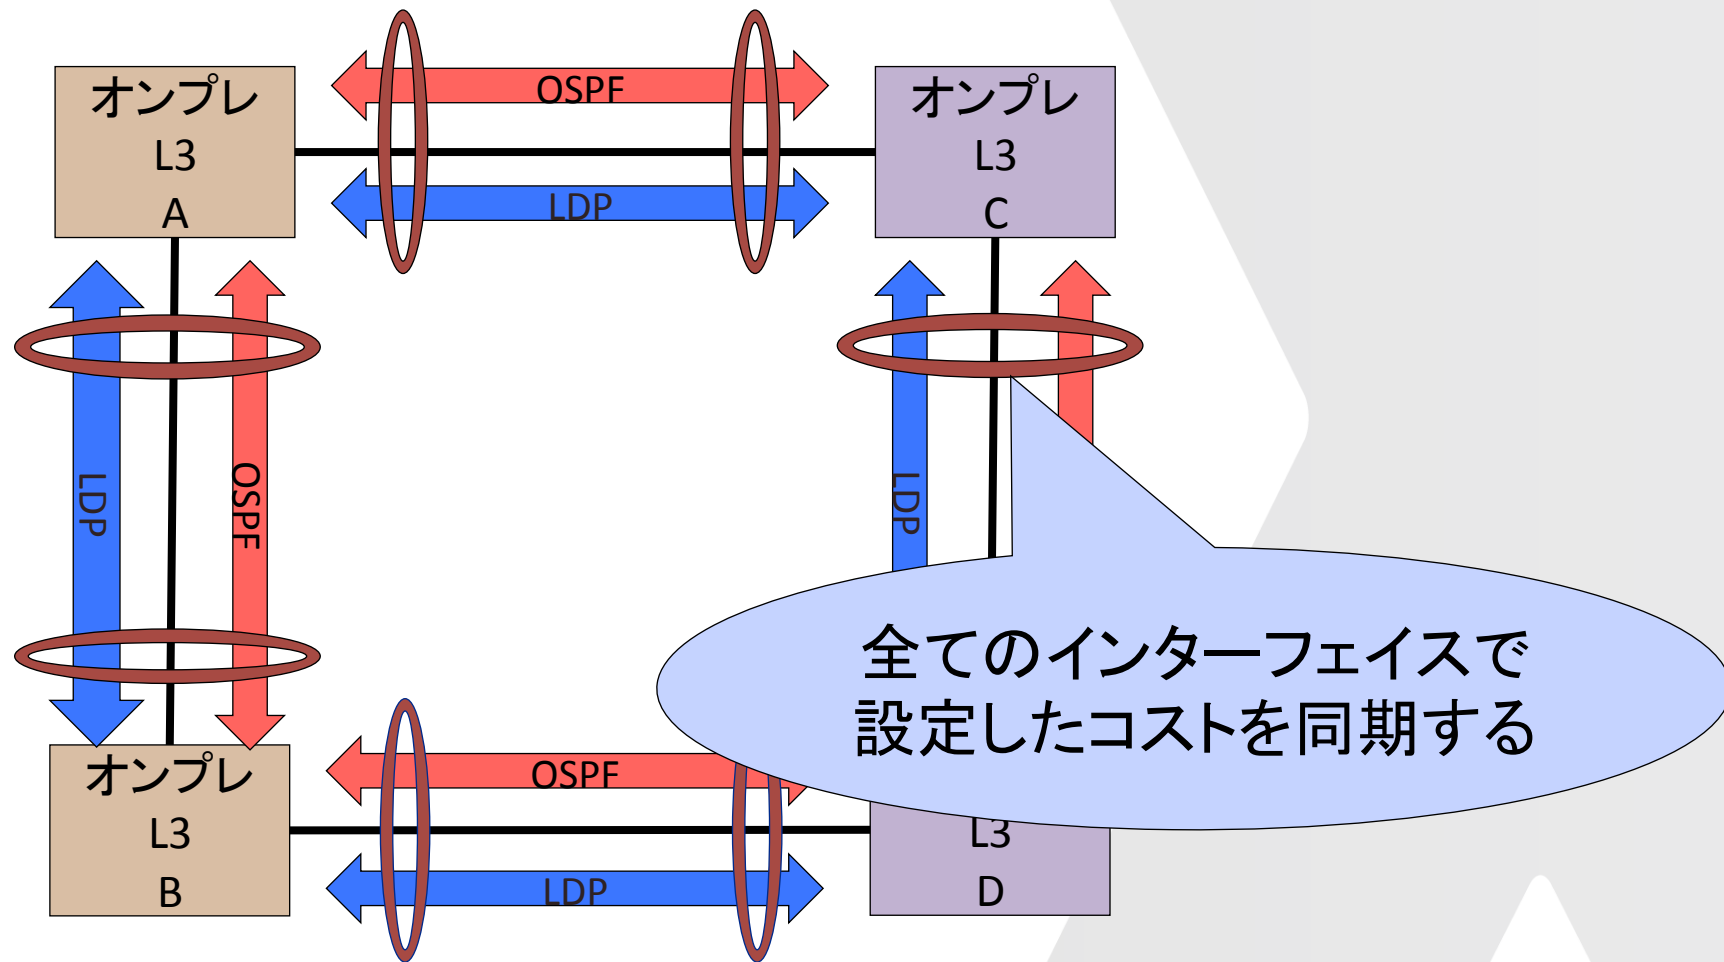 オンプレ
L3
A
OSPF
LDP
オンプレ
L3
C
LDP
OSPF
LDP
全てのインターフェイスで
設定したコストを同期する
オンプレ
L3
B
OSPF
LDP
L3
D